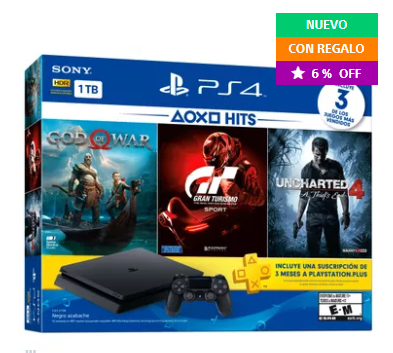 NUEVO
CON REGALO
6 % OFF
SONY
PS4
HDR
1TB
INCLUYE
3
DE LOS
JUEGOS MÁS
VENDIDOS
HITS
GOD OF WAR
GRAN TURISMO
SPORT
UNCHARTED 4
A Thief's End
INCLUYE UNA SUSCRIPCIÓN DE
3 MESES A PLAYSTATION PLUS
Negro azabache
E-M